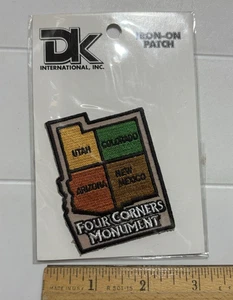 DK
INTERNATIONAL, INC.
IRON-ON
PATCH
UTAH
COLORADO
ARIZONA
NEW
MEXICO
FOUR CORNERS
MONUMENT
1
2
3